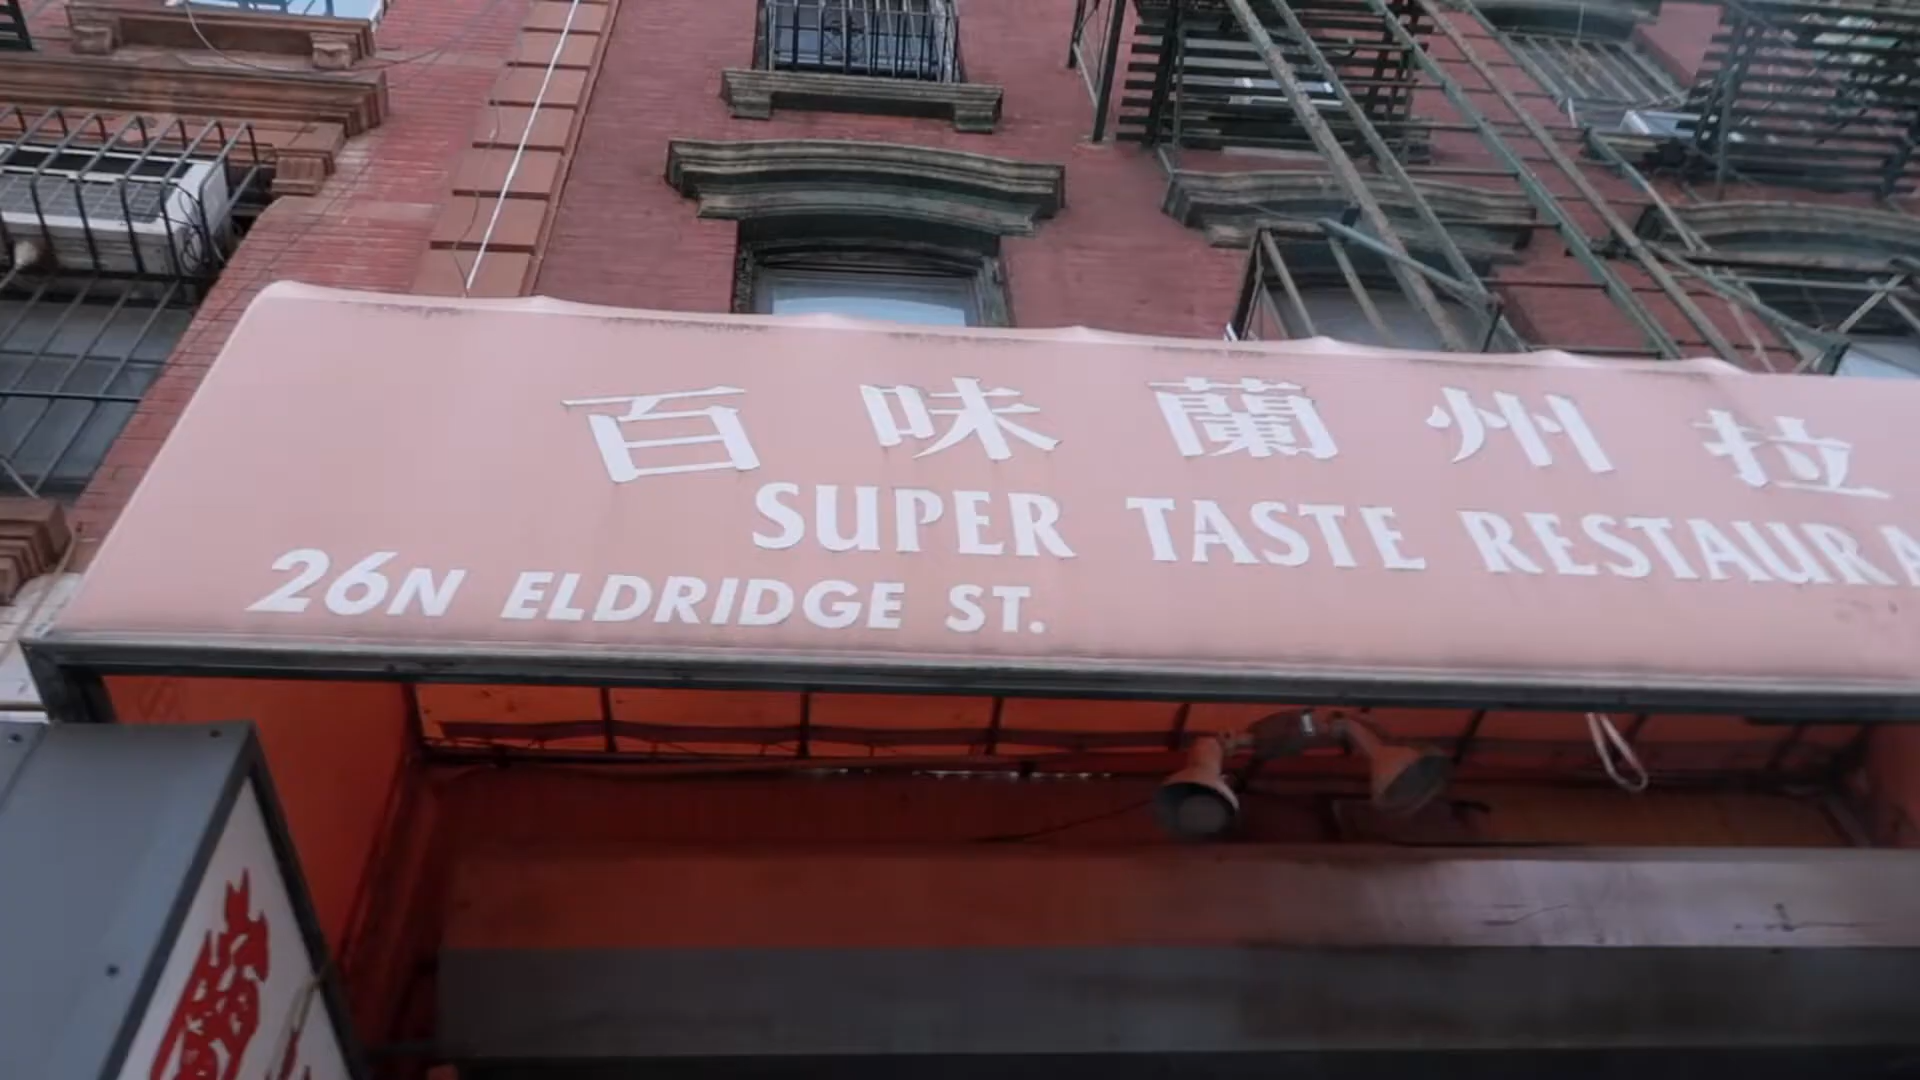 百味蘭州拉
SUPER TASTE RESTAURA
26N ELDRIDGE ST.